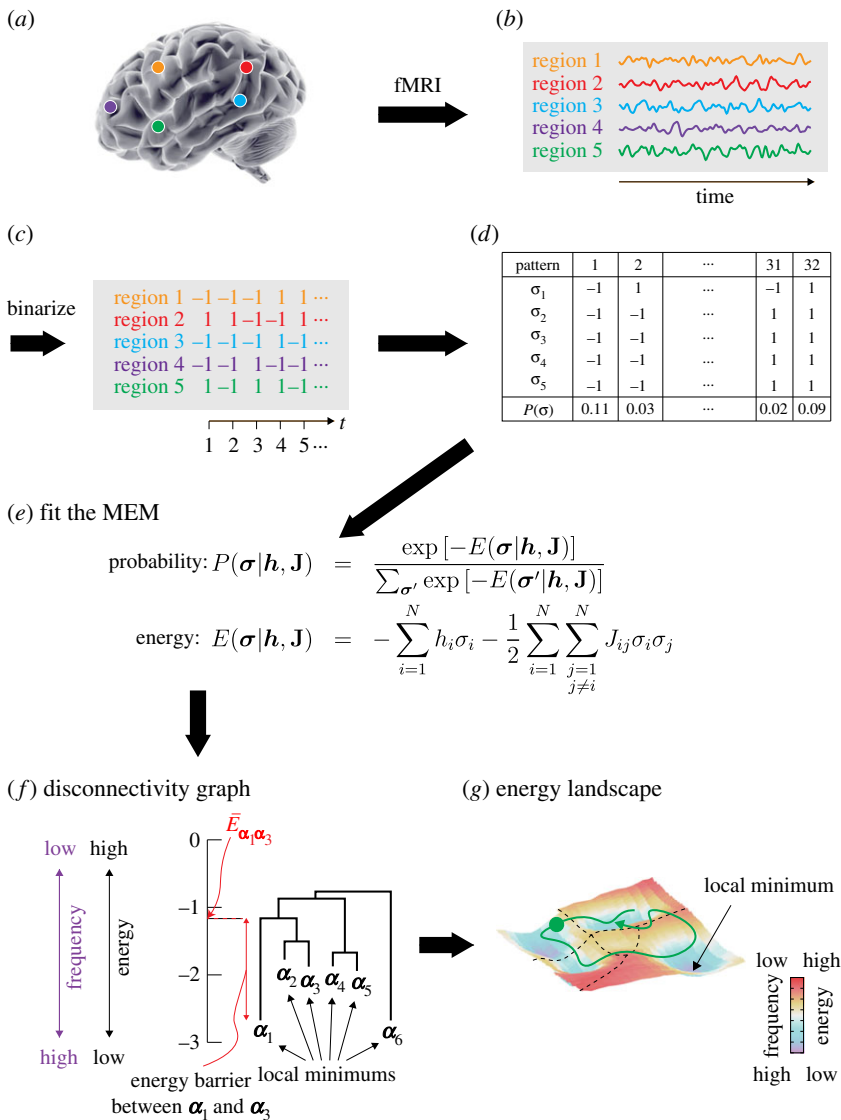 (a)
(b)
fMRI
region 1
region 2
region 3
region 4
region 5
time
(c)
(d)
binarize
region 1 –1 –1 –1 1 1 ···
region 2 1 1 –1 –1 1 ···
region 3 –1 –1 –1 1 –1 ···
region 4 –1 –1 1 –1 –1 ···
region 5 1 –1 1 1 –1 ···
t
1 2 3 4 5 ···
pattern 1 2 ··· 31 32
σ1 –1 1 ··· –1 1
σ2 –1 –1 ··· 1 1
σ3 –1 –1 ··· 1 1
σ4 –1 –1 ··· 1 1
σ5 –1 –1 ··· 1 1
P(σ) 0.11 0.03 ··· 0.02 0.09
(e) fit the MEM
probability: P(σ|h, J) = exp [−E(σ|h, J)] / ∑σ′ exp [−E(σ′|h, J)]
energy: E(σ|h, J) = − ∑_{i=1}^{N} h_i σ_i − 1/2 ∑_{i=1}^{N} ∑_{j=1 j≠i}^{N} J_ij σ_i σ_j
(f) disconnectivity graph
(g) energy landscape
Ēα1α3
low high
frequency
energy
high low
0
–1
–2
–3
α1
α2
α3
α4
α5
α6
energy barrier
between α1 and α3
local minimums
local minimum
low high
frequency
energy
high low